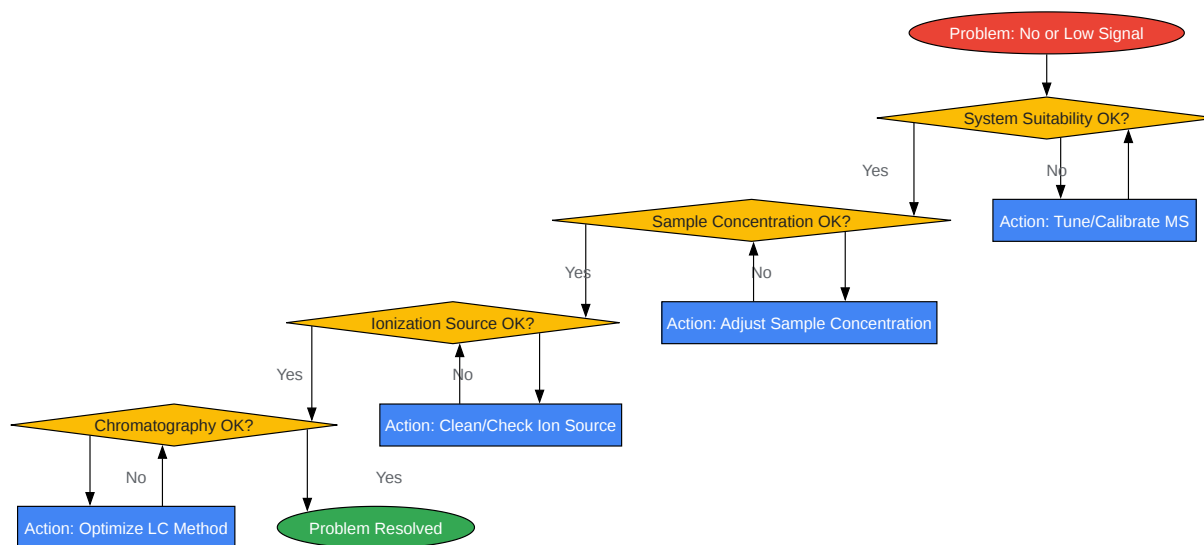 Problem: No or Low Signal
System Suitability OK?
Yes
No
Sample Concentration OK?
Action: Tune/Calibrate MS
Yes
No
Ionization Source OK?
Action: Adjust Sample Concentration
Yes
No
Chromatography OK?
Action: Clean/Check Ion Source
No
Yes
Action: Optimize LC Method
Problem Resolved